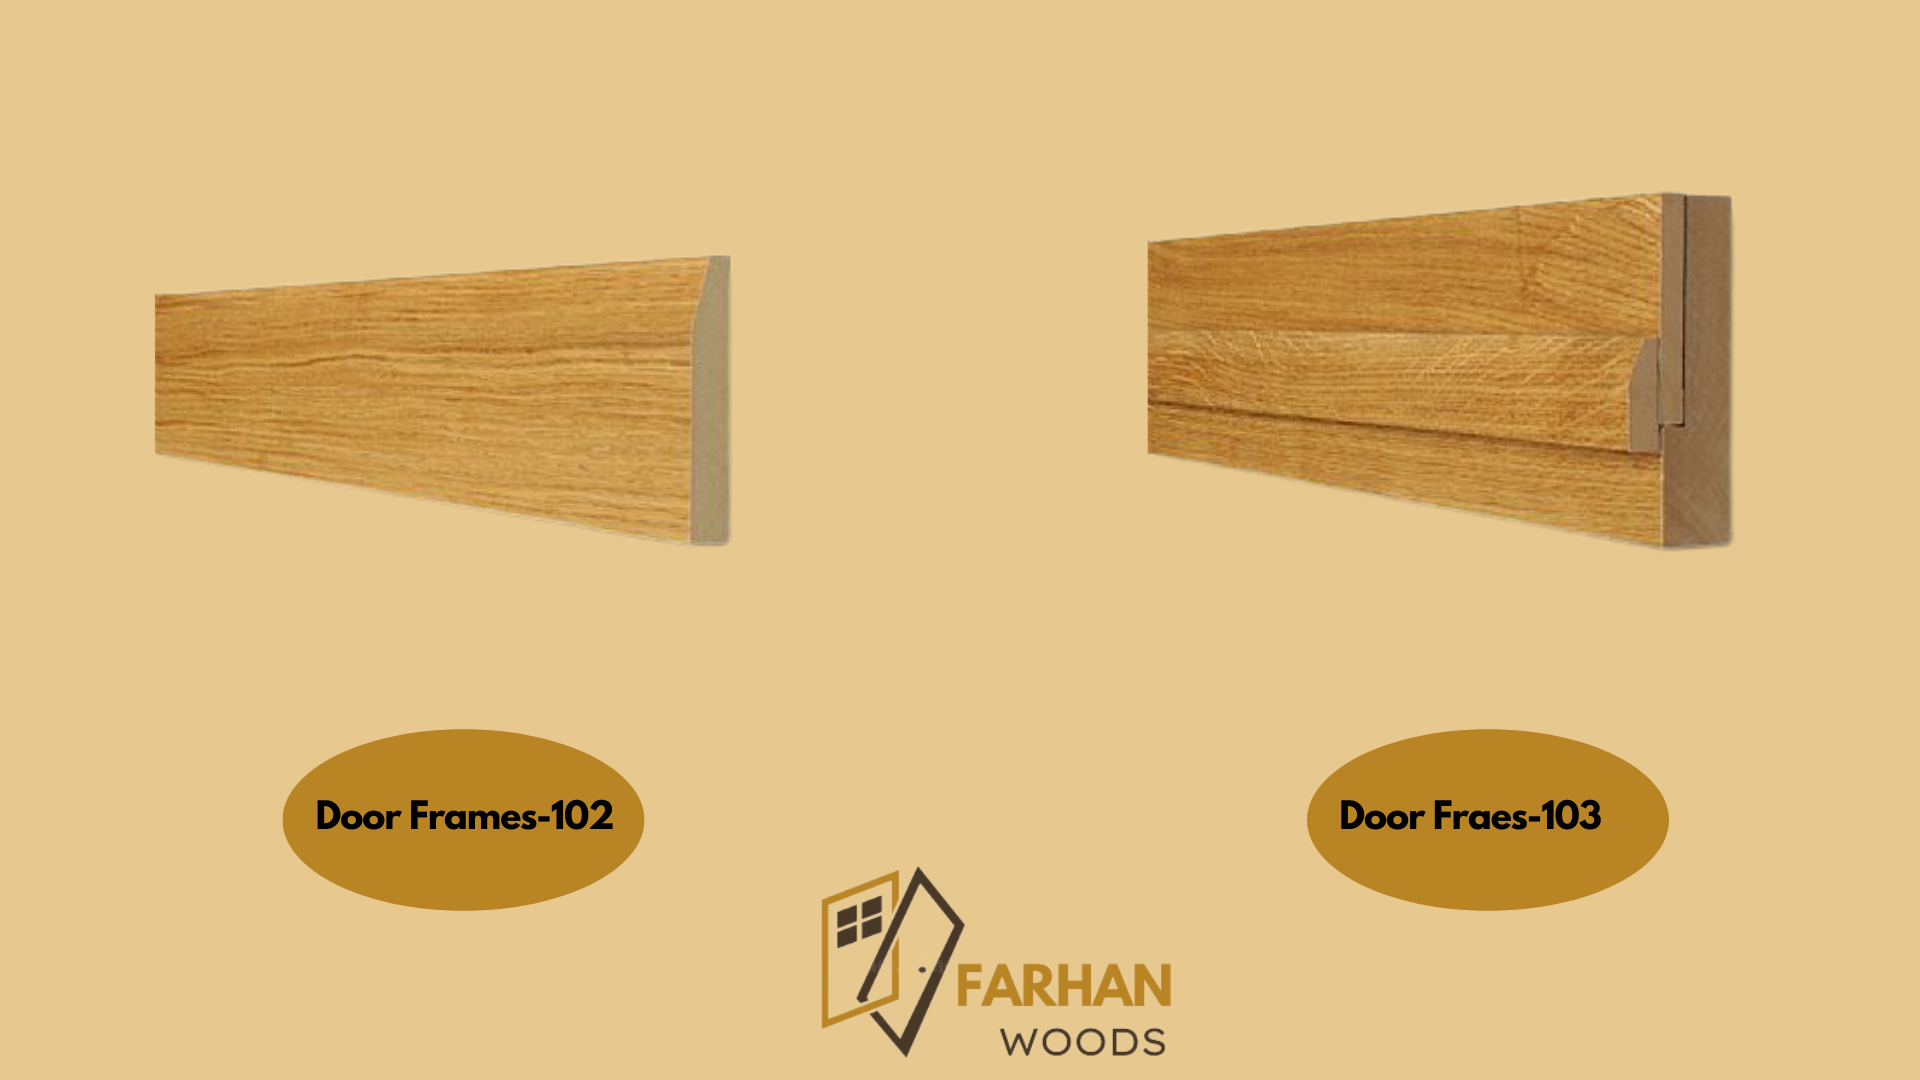 Door Frames-102
Door Fraes-103
FARHAN
WOODS